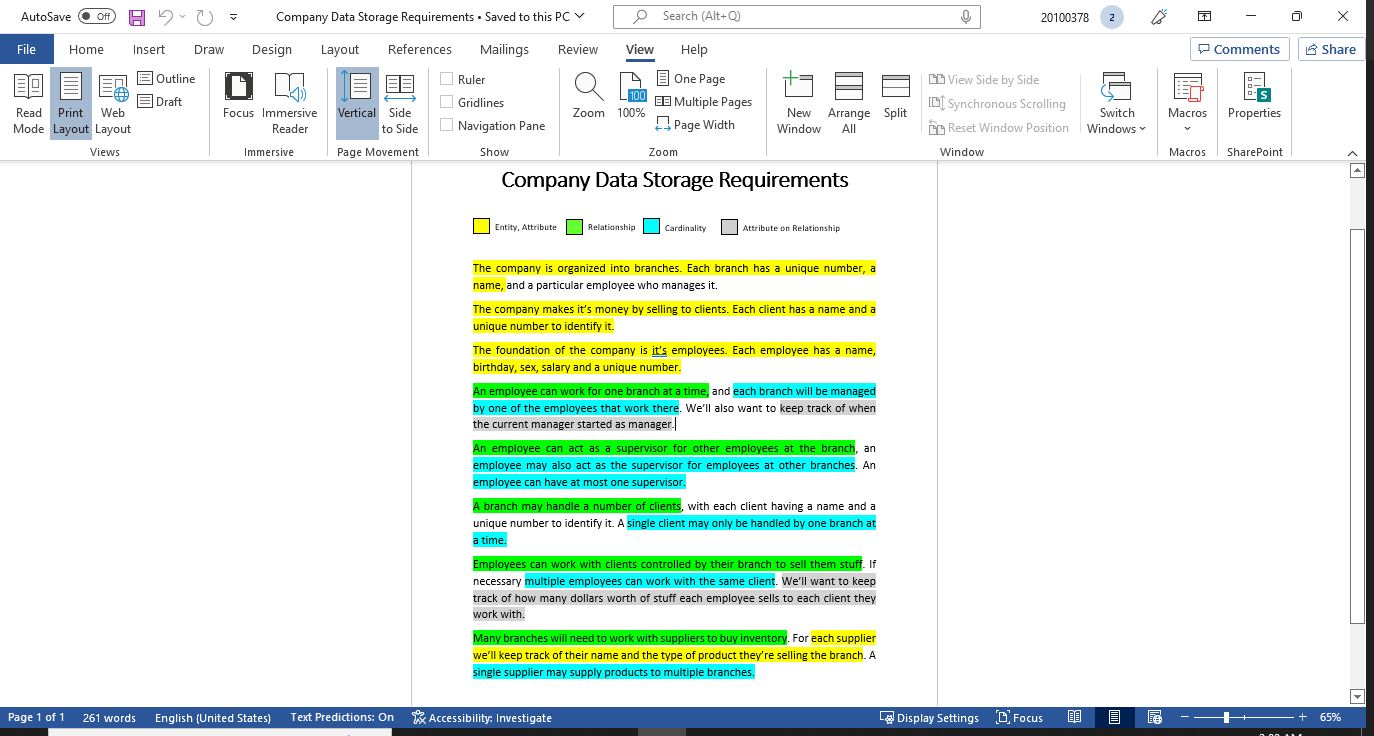 AutoSave Off Company Data Storage Requirements • Saved to this PC Search (Alt+Q) 20100378 2
File Home Insert Draw Design Layout References Mailings Review View Help Comments Share
Read Mode
Print Layout
Web Layout
Outline
Draft
Views
Focus
Immersive Reader
Immersive
Vertical
Side to Side
Page Movement
Ruler
Gridlines
Navigation Pane
Show
Zoom
100
100%
One Page
Multiple Pages
Page Width
Zoom
New Window
Arrange All
Split
View Side by Side
Synchronous Scrolling
Reset Window Position
Switch Windows
Window
Macros
Macros
S
Properties
SharePoint
Company Data Storage Requirements
Entity, Attribute Relationship Cardinality Attribute on Relationship
The company is organized into branches. Each branch has a unique number, a
name, and a particular employee who manages it.
The company makes it's money by selling to clients. Each client has a name and a
unique number to identify it.
The foundation of the company is it's employees. Each employee has a name,
birthday, sex, salary and a unique number.
An employee can work for one branch at a time, and each branch will be managed
by one of the employees that work there. We'll also want to keep track of when
the current manager started as manager.
An employee can act as a supervisor for other employees at the branch, an
employee may also act as the supervisor for employees at other branches. An
employee can have at most one supervisor.
A branch may handle a number of clients, with each client having a name and a
unique number to identify it. A single client may only be handled by one branch at
a time.
Employees can work with clients controlled by their branch to sell them stuff. If
necessary multiple employees can work with the same client. We'll want to keep
track of how many dollars worth of stuff each employee sells to each client they
work with.
Many branches will need to work with suppliers to buy inventory. For each supplier
we'll keep track of their name and the type of product they're selling the branch. A
single supplier may supply products to multiple branches.
Page 1 of 1 261 words English (United States) Text Predictions: On Accessibility: Investigate Display Settings Focus 65%